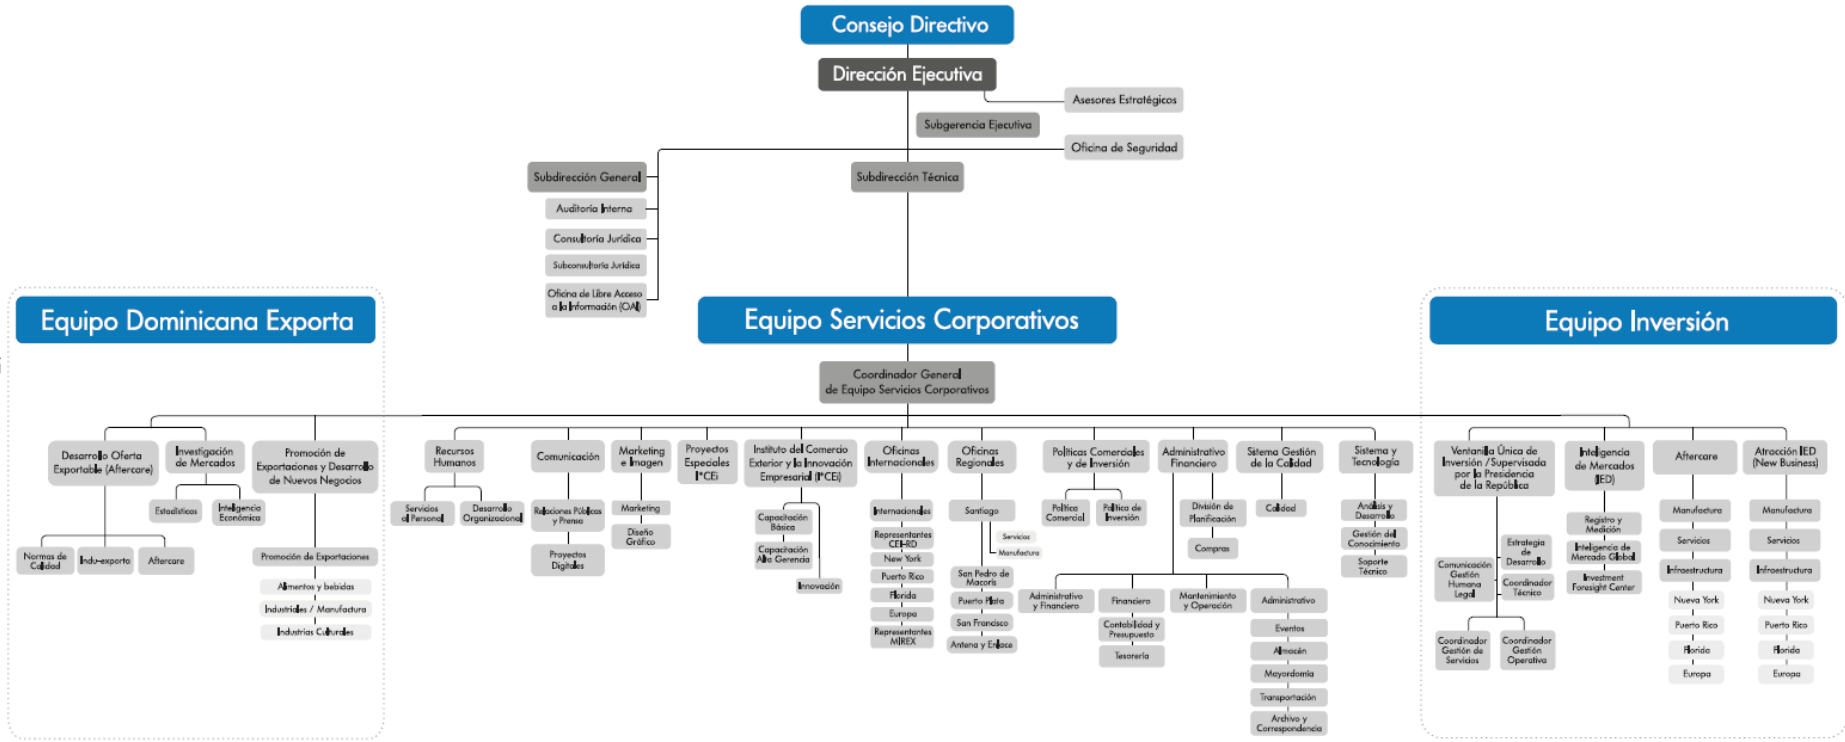 Consejo Directivo
Dirección Ejecutiva
Asesores Estratégicos
Subgerencia Ejecutiva
Oficina de Seguridad
Subdirección General
Subdirección Técnica
Auditoría Interna
Consultoría Jurídica
Subconsultoría Jurídica
Oficina de Libre Acceso
a la Información (OAI)
Equipo Dominicana Exporta
Equipo Servicios Corporativos
Equipo Inversión
Coordinador General
de Equipo Servicios Corporativos
Desarrollo Oferta
Exportable (Aftercare)
Investigación
de Mercados
Promoción de
Exportaciones y Desarrollo
de Nuevos Negocios
Estadísticas
Inteligencia
Económica
Normas de
Calidad
Indu-exporta
Aftercare
Promoción de Exportaciones
Alimentos y bebidas
Industriales / Manufactura
Industrias Culturales
Recursos
Humanos
Servicios
al Personal
Desarrollo
Organizacional
Comunicación
Relaciones Públicas
y Prensa
Proyectos
Digitales
Marketing
e Imagen
Marketing
Diseño
Gráfico
Proyectos
Especiales
I*CEi
Instituto del Comercio
Exterior y la Innovación
Empresarial (I*CEi)
Capacitación
Básica
Capacitación
Alta Gerencia
Innovación
Oficinas
Internacionales
Internacionales
Representantes
CEI-RD
New York
Puerto Rico
Florida
Europa
Representantes
MIREX
Oficinas
Regionales
Santiago
Servicios
Manufactura
San Pedro de
Macorís
Puerto Plata
San Francisco
Antena y Enlace
Políticas Comerciales
y de Inversión
Política
Comercial
Política de
Inversión
Administrativo
Financiero
División de
Planificación
Compras
Administrativo
y Financiero
Financiero
Contabilidad y
Presupuesto
Tesorería
Mantenimiento
y Operación
Administrativo
Eventos
Almacén
Mayordomía
Transportación
Archivo y
Correspondencia
Sistema Gestión
de la Calidad
Calidad
Sistema y
Tecnología
Análisis y
Desarrollo
Gestión del
Conocimiento
Soporte
Técnico
Ventanilla Única de
Inversión / Supervisada
por la Presidencia
de la República
Estrategia
de
Desarrollo
Comunicación
Gestión
Humana
Legal
Coordinador
Técnico
Coordinador
Gestión de
Servicios
Coordinador
Gestión
Operativa
Inteligencia
de Mercados
(IED)
Registro y
Medición
Inteligencia de
Mercado Global
Investment
Foresight Center
Aftercare
Manufactura
Servicios
Infraestructura
Nueva York
Puerto Rico
Florida
Europa
Atracción IED
(New Business)
Manufactura
Servicios
Infraestructura
Nueva York
Puerto Rico
Florida
Europa